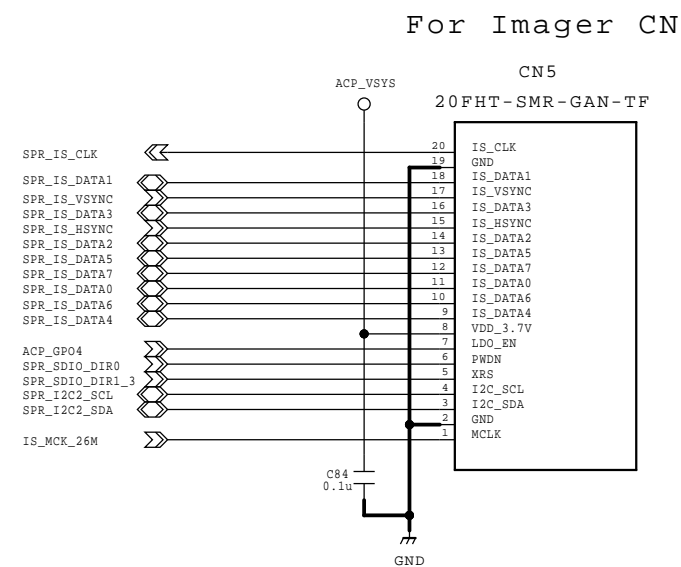 For Imager CN
CN5
20FHT-SMR-GAN-TF
ACP_VSYS
SPR_IS_CLK 20 IS_CLK
19 GND
SPR_IS_DATA1 18 IS_DATA1
SPR_IS_VSYNC 17 IS_VSYNC
SPR_IS_DATA3 16 IS_DATA3
SPR_IS_HSYNC 15 IS_HSYNC
SPR_IS_DATA2 14 IS_DATA2
SPR_IS_DATA5 13 IS_DATA5
SPR_IS_DATA7 12 IS_DATA7
SPR_IS_DATA0 11 IS_DATA0
SPR_IS_DATA6 10 IS_DATA6
SPR_IS_DATA4 9 IS_DATA4
8 VDD_3.7V
ACP_GPO4 7 LDO_EN
SPR_SDIO_DIR0 6 PWDN
SPR_SDIO_DIR1_3 5 XRS
SPR_I2C2_SCL 4 I2C_SCL
SPR_I2C2_SDA 3 I2C_SDA
2 GND
IS_MCK_26M 1 MCLK
C84
0.1u
GND